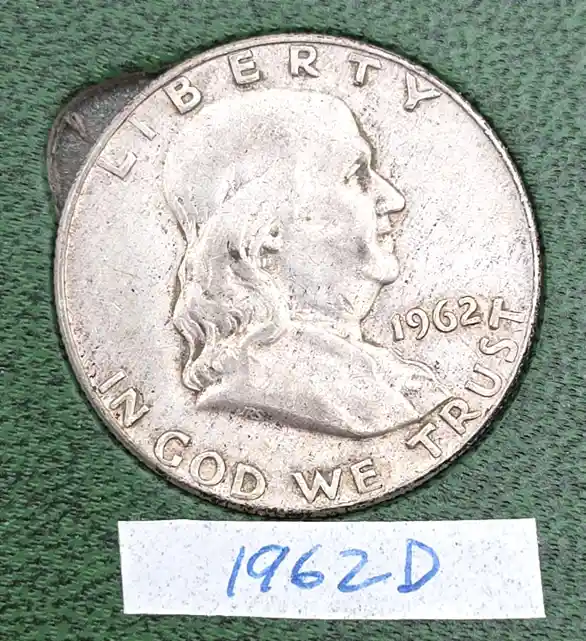 LIBERTY
1962
IN GOD WE TRUST
1962D